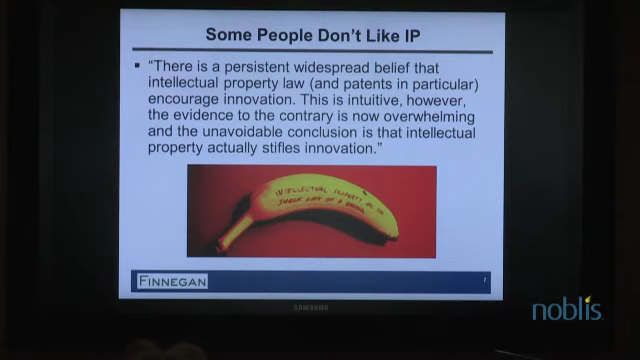 Some People Don't Like IP
▪ "There is a persistent widespread belief that
intellectual property law (and patents in particular)
encourage innovation. This is intuitive, however,
the evidence to the contrary is now overwhelming
and the unavoidable conclusion is that intellectual
property actually stifles innovation."
INTELLECTUAL PROPERTY
OF A
FINNEGAN
SAMSUNG
noblis